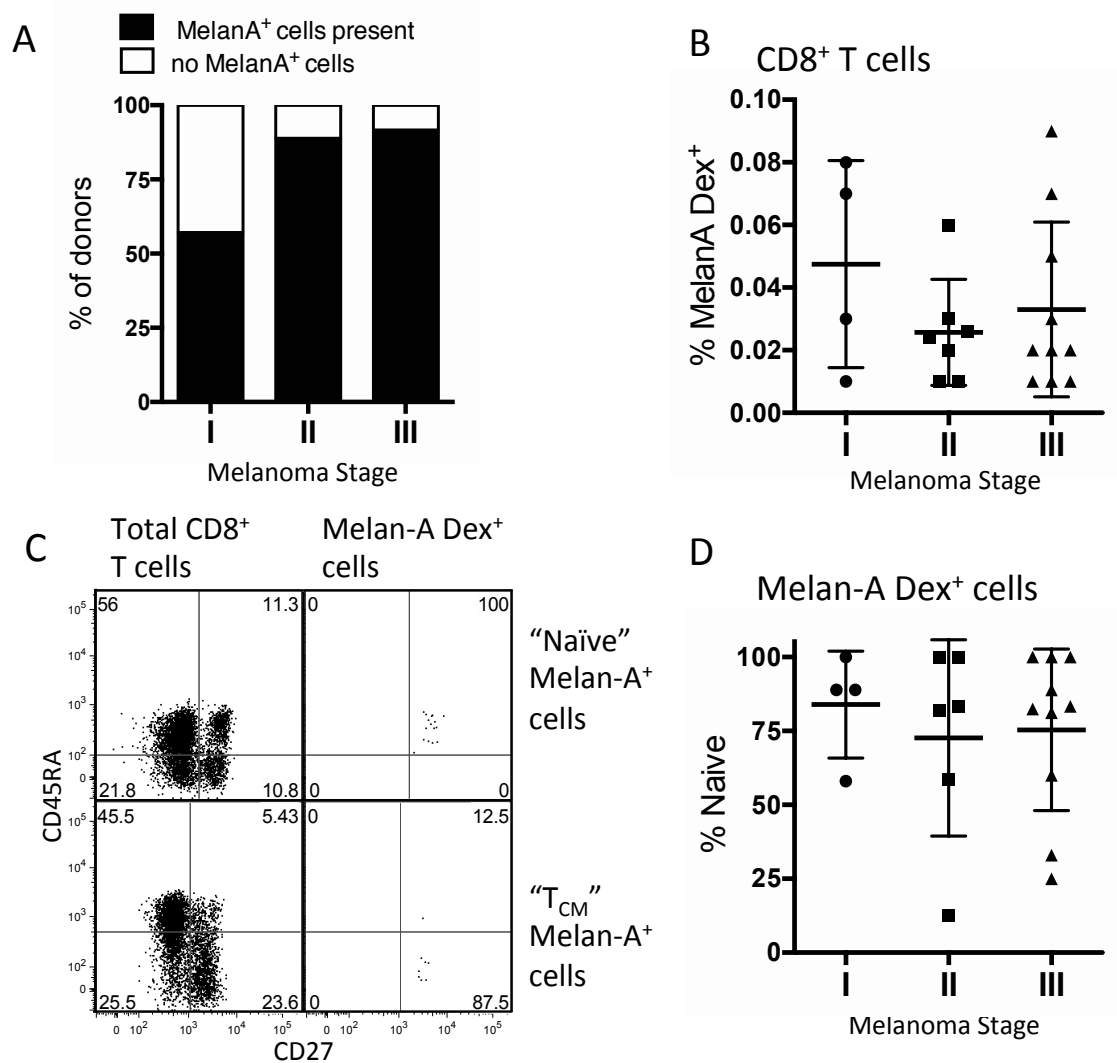 A
MelanA⁺ cells present
no MelanA⁺ cells
100
75
50
25
0
% of donors
I II III
Melanoma Stage
B
CD8⁺ T cells
0.10
0.08
0.06
0.04
0.02
0.00
% MelanA Dex⁺
I II III
Melanoma Stage
C
Total CD8⁺
T cells
Melan-A Dex⁺
cells
56 11.3 0 100
10⁵
10⁴
10³
10²
0
21.8 10.8 0 0
"Naïve"
Melan-A⁺
cells
CD45RA
45.5 5.43 0 12.5
10⁵
10⁴
10³
10²
0
25.5 23.6 0 87.5
"T_CM"
Melan-A⁺
cells
0 10² 10³ 10⁴ 10⁵ 0 10² 10³ 10⁴ 10⁵
CD27
D
Melan-A Dex⁺ cells
100
75
50
25
0
% Naive
I II III
Melanoma Stage